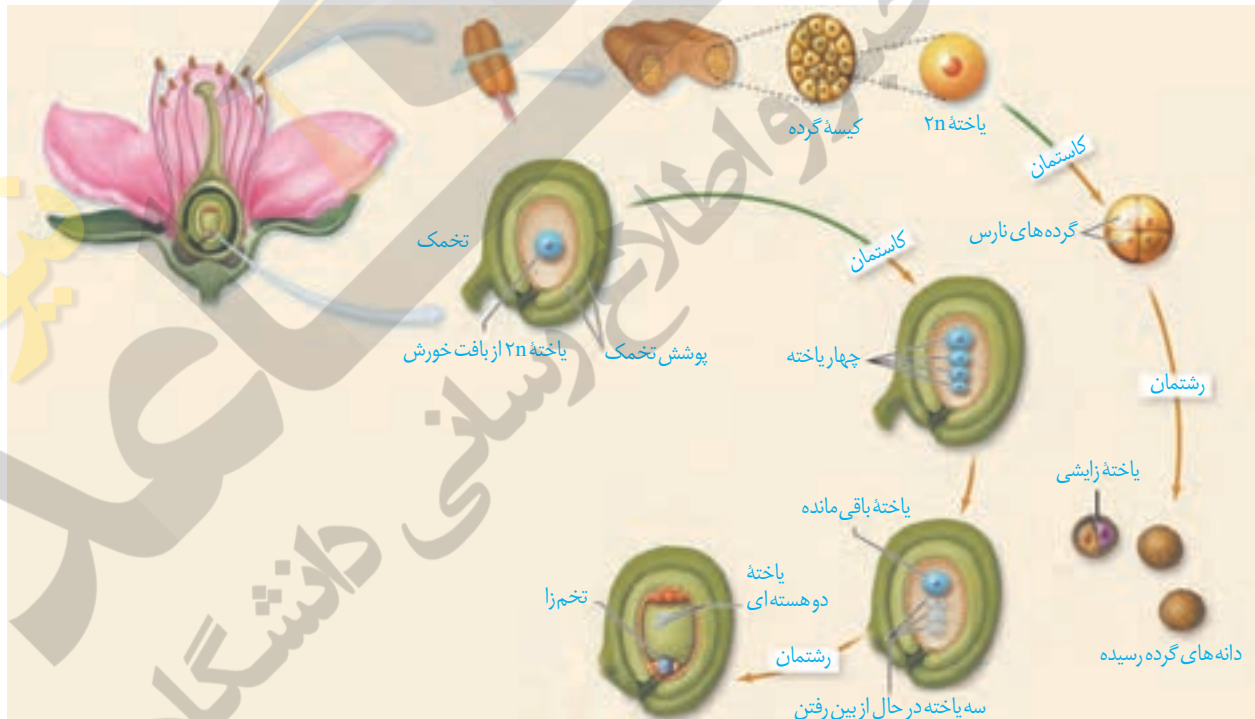 یاختهٔ ۲n
کیسهٔ گرده
کاستمان
گرده‌های نارس
تخمک
کاستمان
یاختهٔ ۲n از بافت خورش
پوشش تخمک
چهار یاخته
رشتمان
یاختهٔ زایشی
یاختهٔ باقی‌مانده
یاختهٔ
دو هسته‌ای
تخم‌زا
رشتمان
دانه‌های گرده رسیده
سه یاخته در حال از بین رفتن